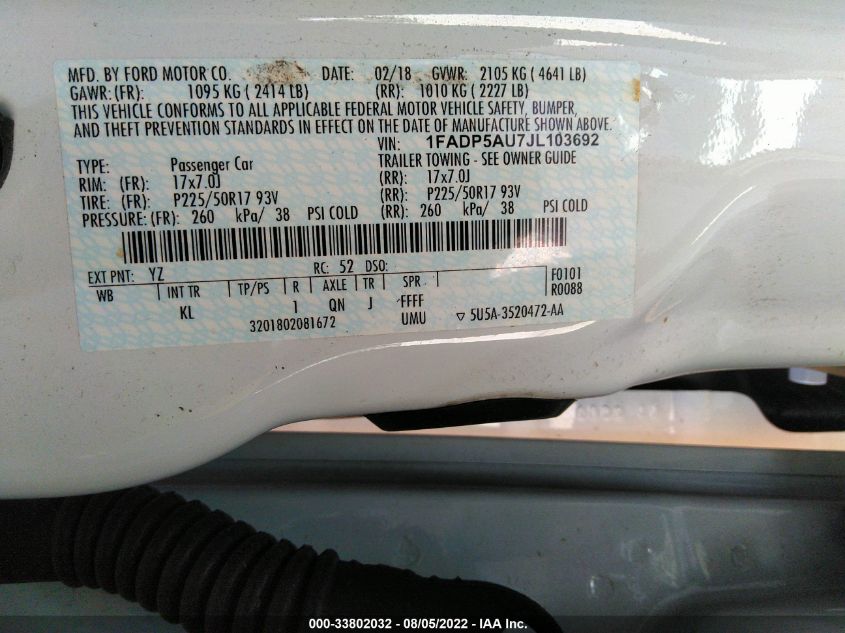 MFD. BY FORD MOTOR CO. DATE: 02/18 GVWR: 2105 KG ( 4641 LB)
GAWR: (FR): 1095 KG ( 2414 LB) (RR): 1010 KG ( 2227 LB)
THIS VEHICLE CONFORMS TO ALL APPLICABLE FEDERAL MOTOR VEHICLE SAFETY, BUMPER,
AND THEFT PREVENTION STANDARDS IN EFFECT ON THE DATE OF MANUFACTURE SHOWN ABOVE.
VIN: 1FADP5AU7JL103692
TYPE: Passenger Car TRAILER TOWING - SEE OWNER GUIDE
RIM: (FR): 17x7.0J (RR): 17x7.0J
TIRE: (FR): P225/50R17 93V (RR): P225/50R17 93V
PRESSURE: (FR): 260 kPa/ 38 PSI COLD (RR): 260 kPa/ 38 PSI COLD
EXT PNT: YZ RC: 52 DSO: F0101
WB INT TR TP/PS R AXLE TR SPR R0088
KL 1 QN J FFFF
3201802081672 UMU ▽ 5U5A-3520472-AA
000-33802032 - 08/05/2022 - IAA Inc.